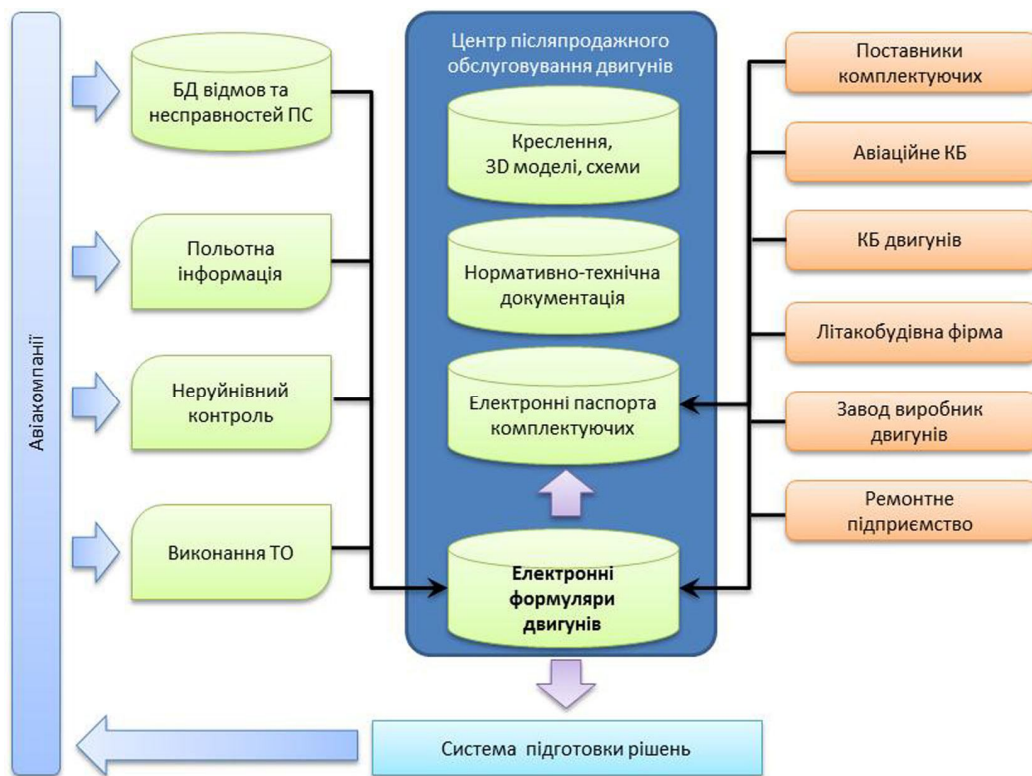 Авіакомпанії
БД відмов та
несправностей ПС
Польотна
інформація
Неруйнівний
контроль
Виконання ТО
Центр післяпродажного
обслуговування двигунів
Креслення,
3D моделі, схеми
Нормативно-технічна
документація
Електронні паспорта
комплектуючих
Електронні
формуляри
двигунів
Поставники
комплектуючих
Авіаційне КБ
КБ двигунів
Літакобудівна фірма
Завод виробник
двигунів
Ремонтне
підприємство
Система підготовки рішень